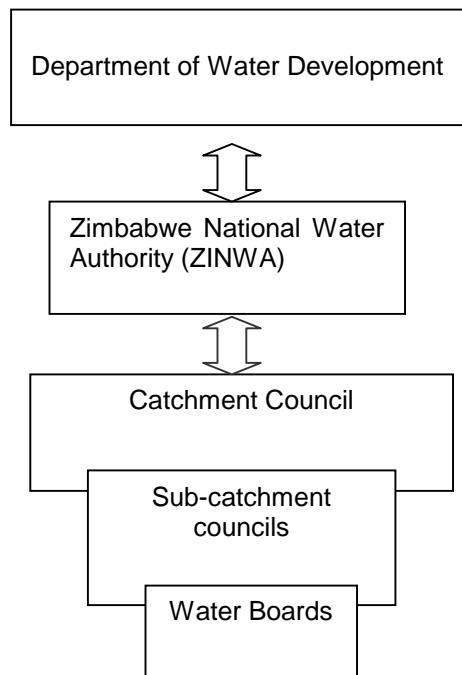 Department of Water Development
Zimbabwe National Water
Authority (ZINWA)
Catchment Council
Sub-catchment
councils
Water Boards